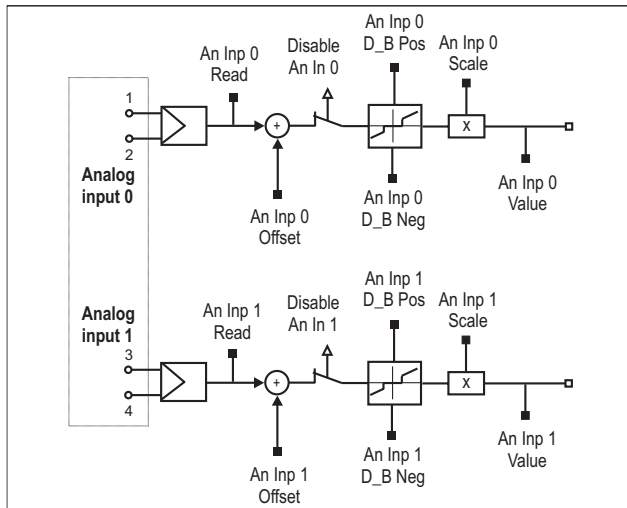 An Inp 0
D_B Pos
An Inp 0
Scale
Disable
An In 0
An Inp 0
Read
1
2
Analog
input 0
+
X
An Inp 0
Offset
An Inp 0
D_B Neg
An Inp 0
Value
An Inp 1
D_B Pos
An Inp 1
Scale
Disable
An In 1
An Inp 1
Read
Analog
input 1
3
4
+
X
An Inp 1
Offset
An Inp 1
D_B Neg
An Inp 1
Value